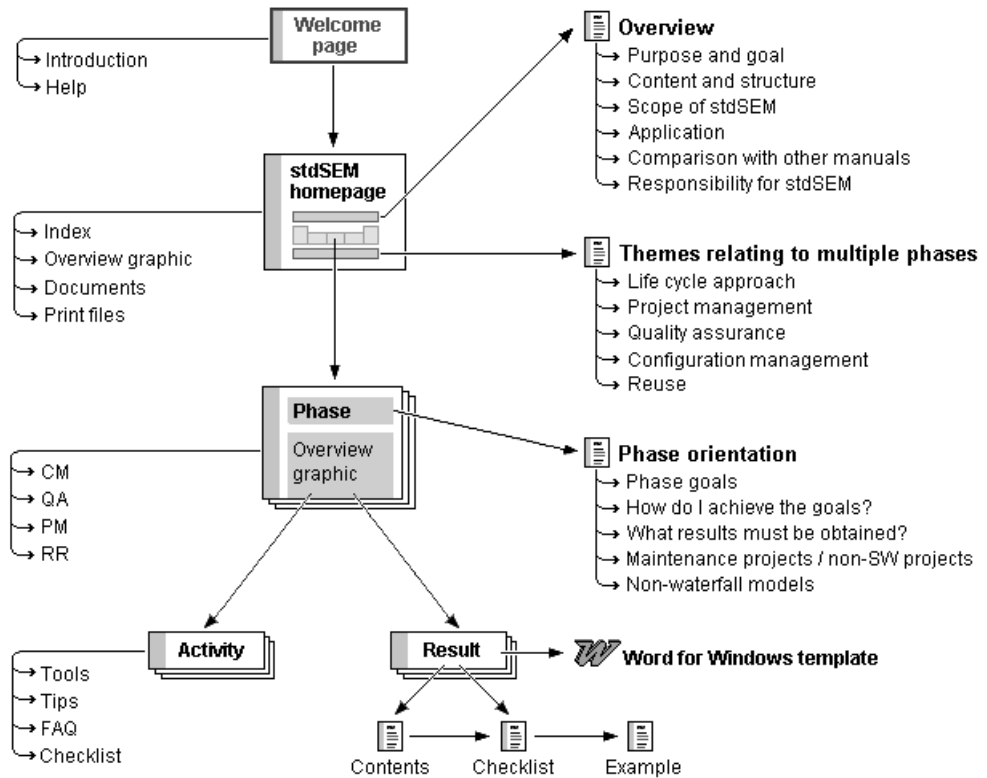 Welcome
page
Introduction
Help
Overview
Purpose and goal
Content and structure
Scope of stdSEM
Application
Comparison with other manuals
Responsibility for stdSEM
stdSEM
homepage
Index
Overview graphic
Documents
Print files
Themes relating to multiple phases
Life cycle approach
Project management
Quality assurance
Configuration management
Reuse
Phase
Overview
graphic
CM
QA
PM
RR
Phase orientation
Phase goals
How do I achieve the goals?
What results must be obtained?
Maintenance projects / non-SW projects
Non-waterfall models
Activity
Tools
Tips
FAQ
Checklist
Result
W Word for Windows template
Contents
Checklist
Example